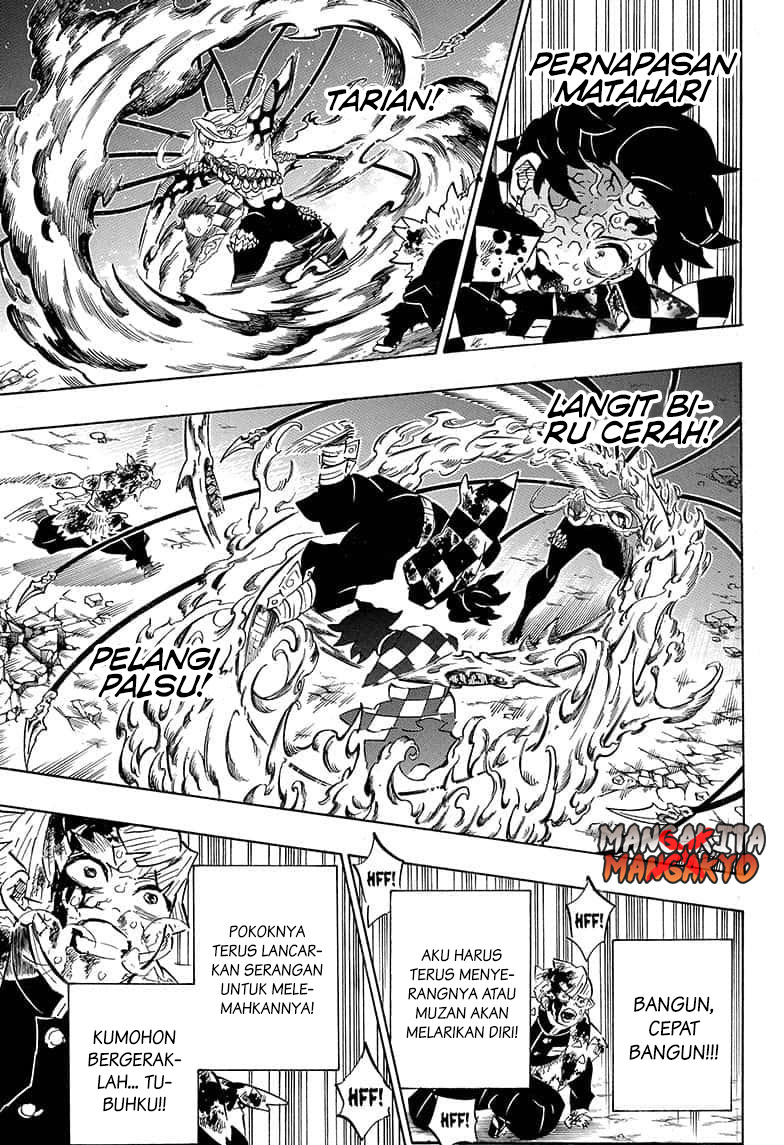 PERNAPASAN
MATAHARI
TARIAN!
LANGIT BI-
RU CERAH!
PELANGI
PALSU!
HFF!
BANGUN,
CEPAT
BANGUN!!!
HFF!
AKU HARUS
TERUS MENYE-
RANGNYA ATAU
MUZAN AKAN
MELARIKAN DIRI!
HFF!
POKOKNYA
TERUS LANCAR-
KAN SERANGAN
UNTUK MELE-
MAHKANNYA!
HFF!
KUMOHON
BERGERAK-
LAH... TU-
BUHKU!!
MANGAKITA
MANGAKYO